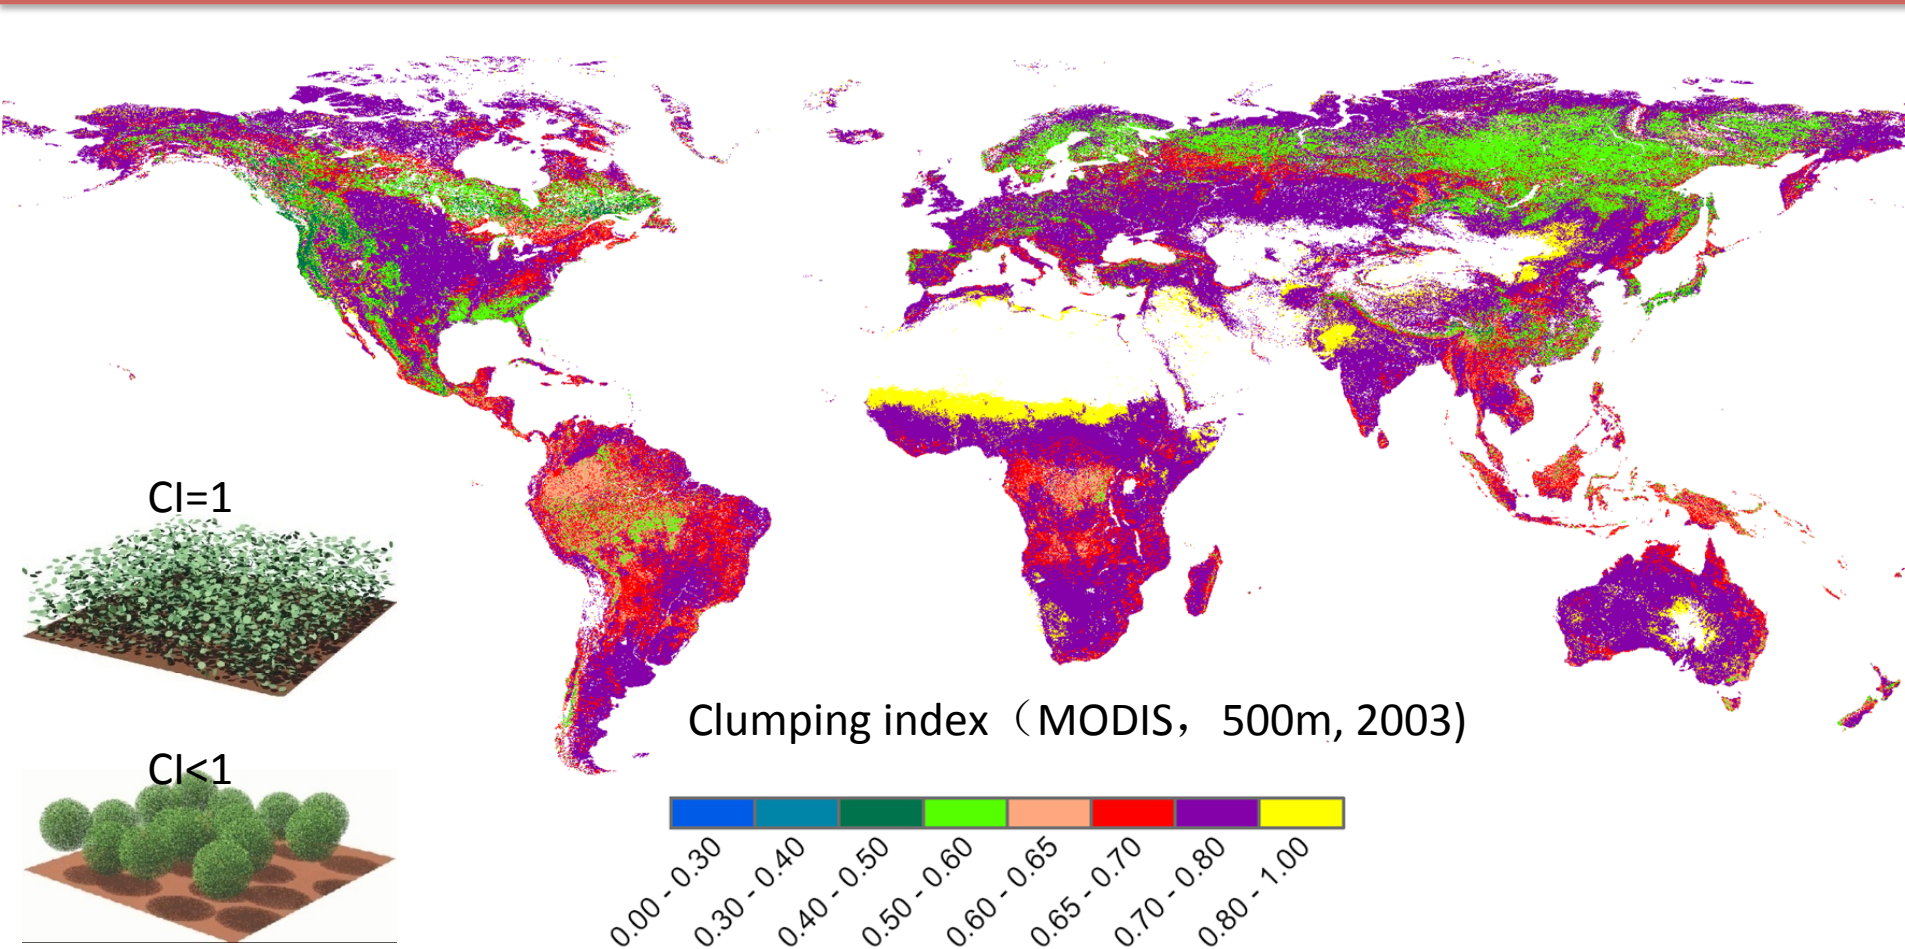 CI=1
CI<1
Clumping index（MODIS，500m, 2003)
0.00 - 0.30
0.30 - 0.40
0.40 - 0.50
0.50 - 0.60
0.60 - 0.65
0.65 - 0.70
0.70 - 0.80
0.80 - 1.00